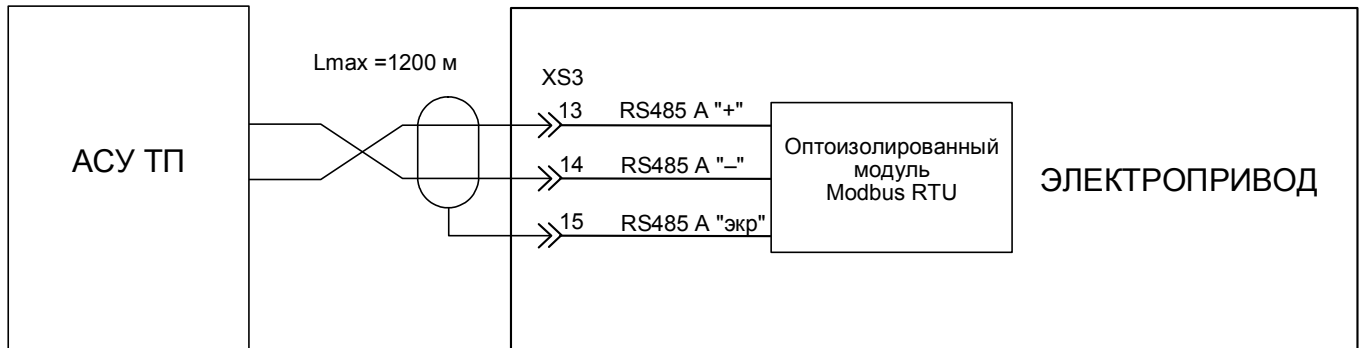 Lmax =1200 м
XS3
13 RS485 A "+"
АСУ ТП
14 RS485 A "–"
15 RS485 A "экр"
Оптоизолированный
модуль
Modbus RTU
ЭЛЕКТРОПРИВОД